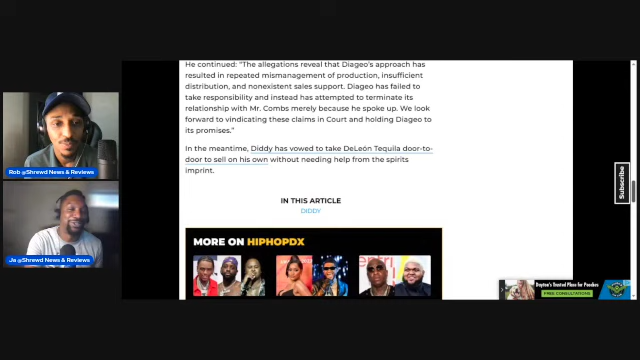 He continued: "The allegations reveal that Diageo's approach has
resulted in repeated mismanagement of production, insufficient
distribution, and nonexistent sales support. Diageo has failed to
take responsibility and instead has attempted to terminate its
relationship with Mr. Combs merely because he spoke up. We look
forward to vindicating these claims in Court and holding Diageo to
its promises."
In the meantime, Diddy has vowed to take DeLeón Tequila door-to-
door to sell on his own without needing help from the spirits
imprint.
IN THIS ARTICLE
DIDDY
MORE ON HIPHOPDX
Rob @Shrewd News & Reviews
Ja @Shrewd News & Reviews
Subscribe
FREE CONSULTATIONS